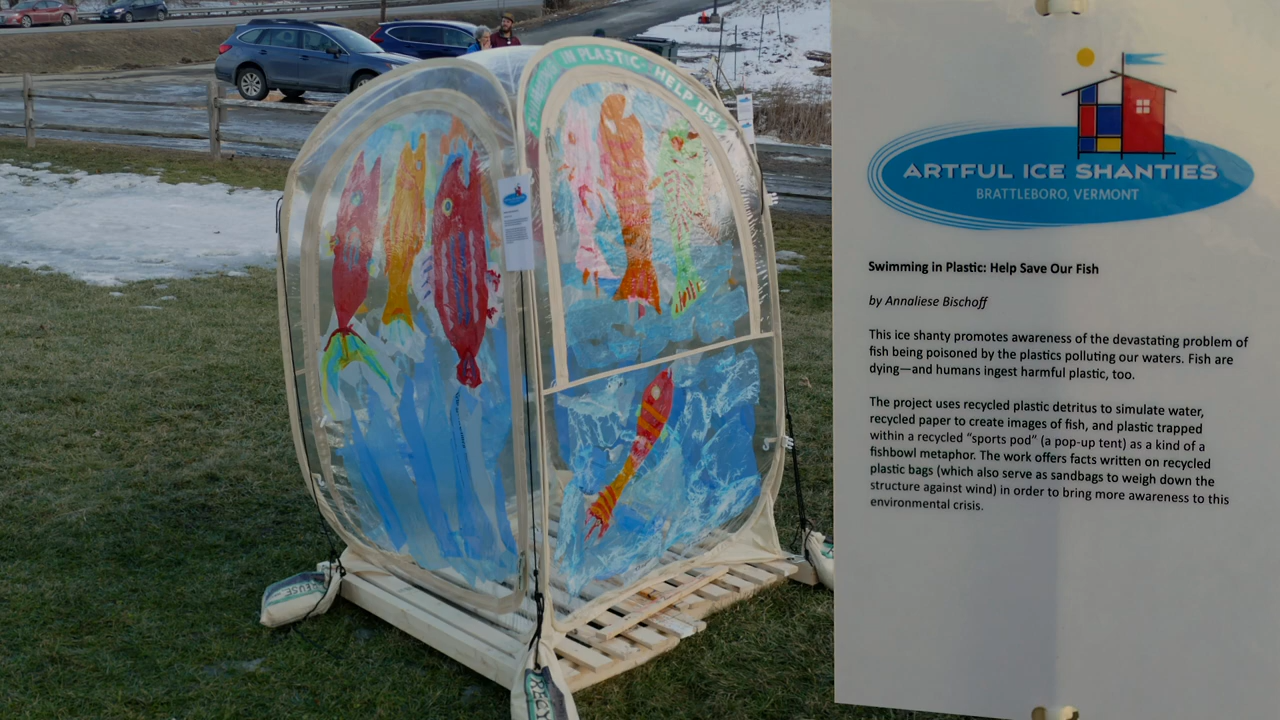 SWIMMING IN PLASTIC- HELP US!
REUSE
RECY
ARTFUL ICE SHANTIES
BRATTLEBORO, VERMONT
Swimming in Plastic: Help Save Our Fish
by Annaliese Bischoff
This ice shanty promotes awareness of the devastating problem of
fish being poisoned by the plastics polluting our waters. Fish are
dying—and humans ingest harmful plastic, too.
The project uses recycled plastic detritus to simulate water,
recycled paper to create images of fish, and plastic trapped
within a recycled “sports pod” (a pop-up tent) as a kind of a
fishbowl metaphor. The work offers facts written on recycled
plastic bags (which also serve as sandbags to weigh down the
structure against wind) in order to bring more awareness to this
environmental crisis.